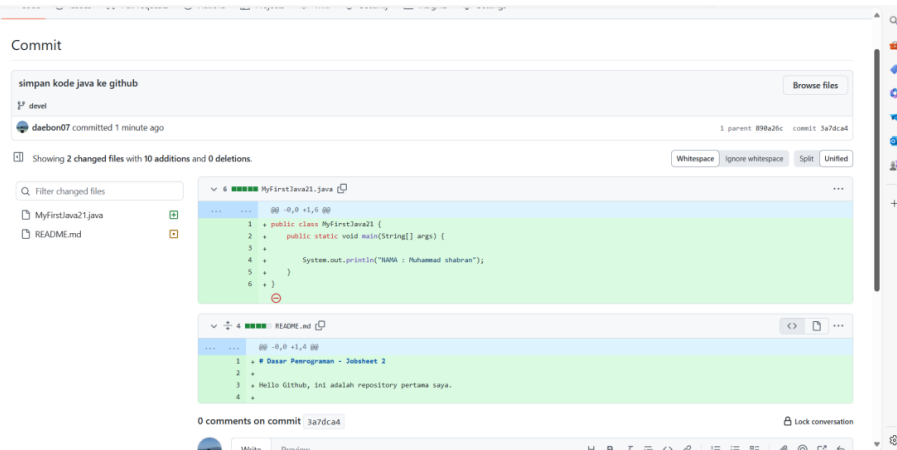 Commit
simpan kode java ke github
Browse files
devel
daebon07 committed 1 minute ago
1 parent 890a26c commit 3a7dca4
Showing 2 changed files with 10 additions and 0 deletions.
Whitespace Ignore whitespace Split Unified
Filter changed files
MyFirstJava21.java
README.md
6 MyFirstJava21.java
... ... @@ -0,0 +1,6 @@
1 + public class MyFirstJava21 {
2 + public static void main(String[] args) {
3 +
4 + System.out.println("NAMA : Muhammad shabran");
5 + }
6 + }
4 README.md
... ... @@ -0,0 +1,4 @@
1 + # Dasar Pemrograman - Jobsheet 2
2 +
3 + Hello Github, ini adalah repository pertama saya.
4 +
0 comments on commit 3a7dca4
Lock conversation
Write Preview